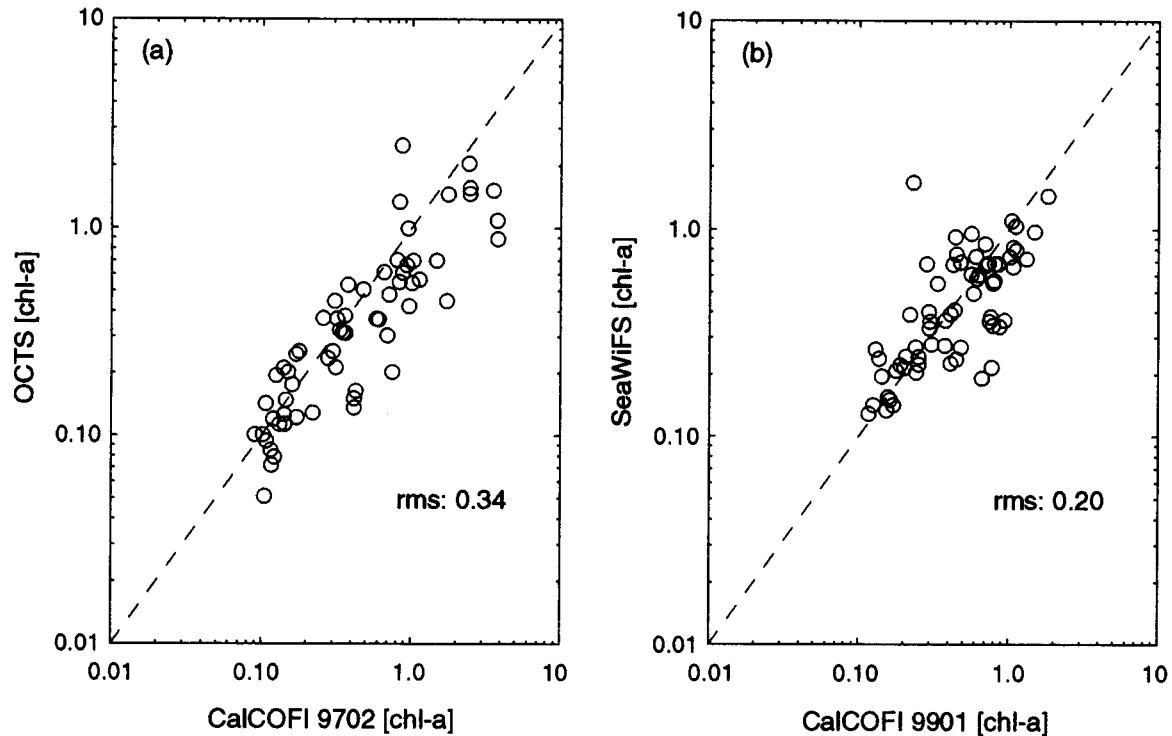 (a)
10
1.0
0.10
0.01
OCTS [chl-a]
rms: 0.34
0.01 0.10 1.0 10
CalCOFI 9702 [chl-a]
(b)
10
1.0
0.10
0.01
SeaWiFS [chl-a]
rms: 0.20
0.01 0.10 1.0 10
CalCOFI 9901 [chl-a]